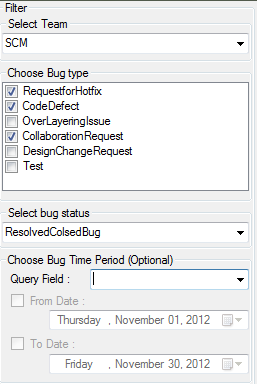 Filter
Select Team
SCM
Choose Bug type
RequestforHotfix
CodeDefect
OverLayeringIssue
CollaborationRequest
DesignChangeRequest
Test
Select bug status
ResolvedColsedBug
Choose Bug Time Period (Optional)
Query Field :
From Date :
Thursday , November 01, 2012
To Date :
Friday , November 30, 2012